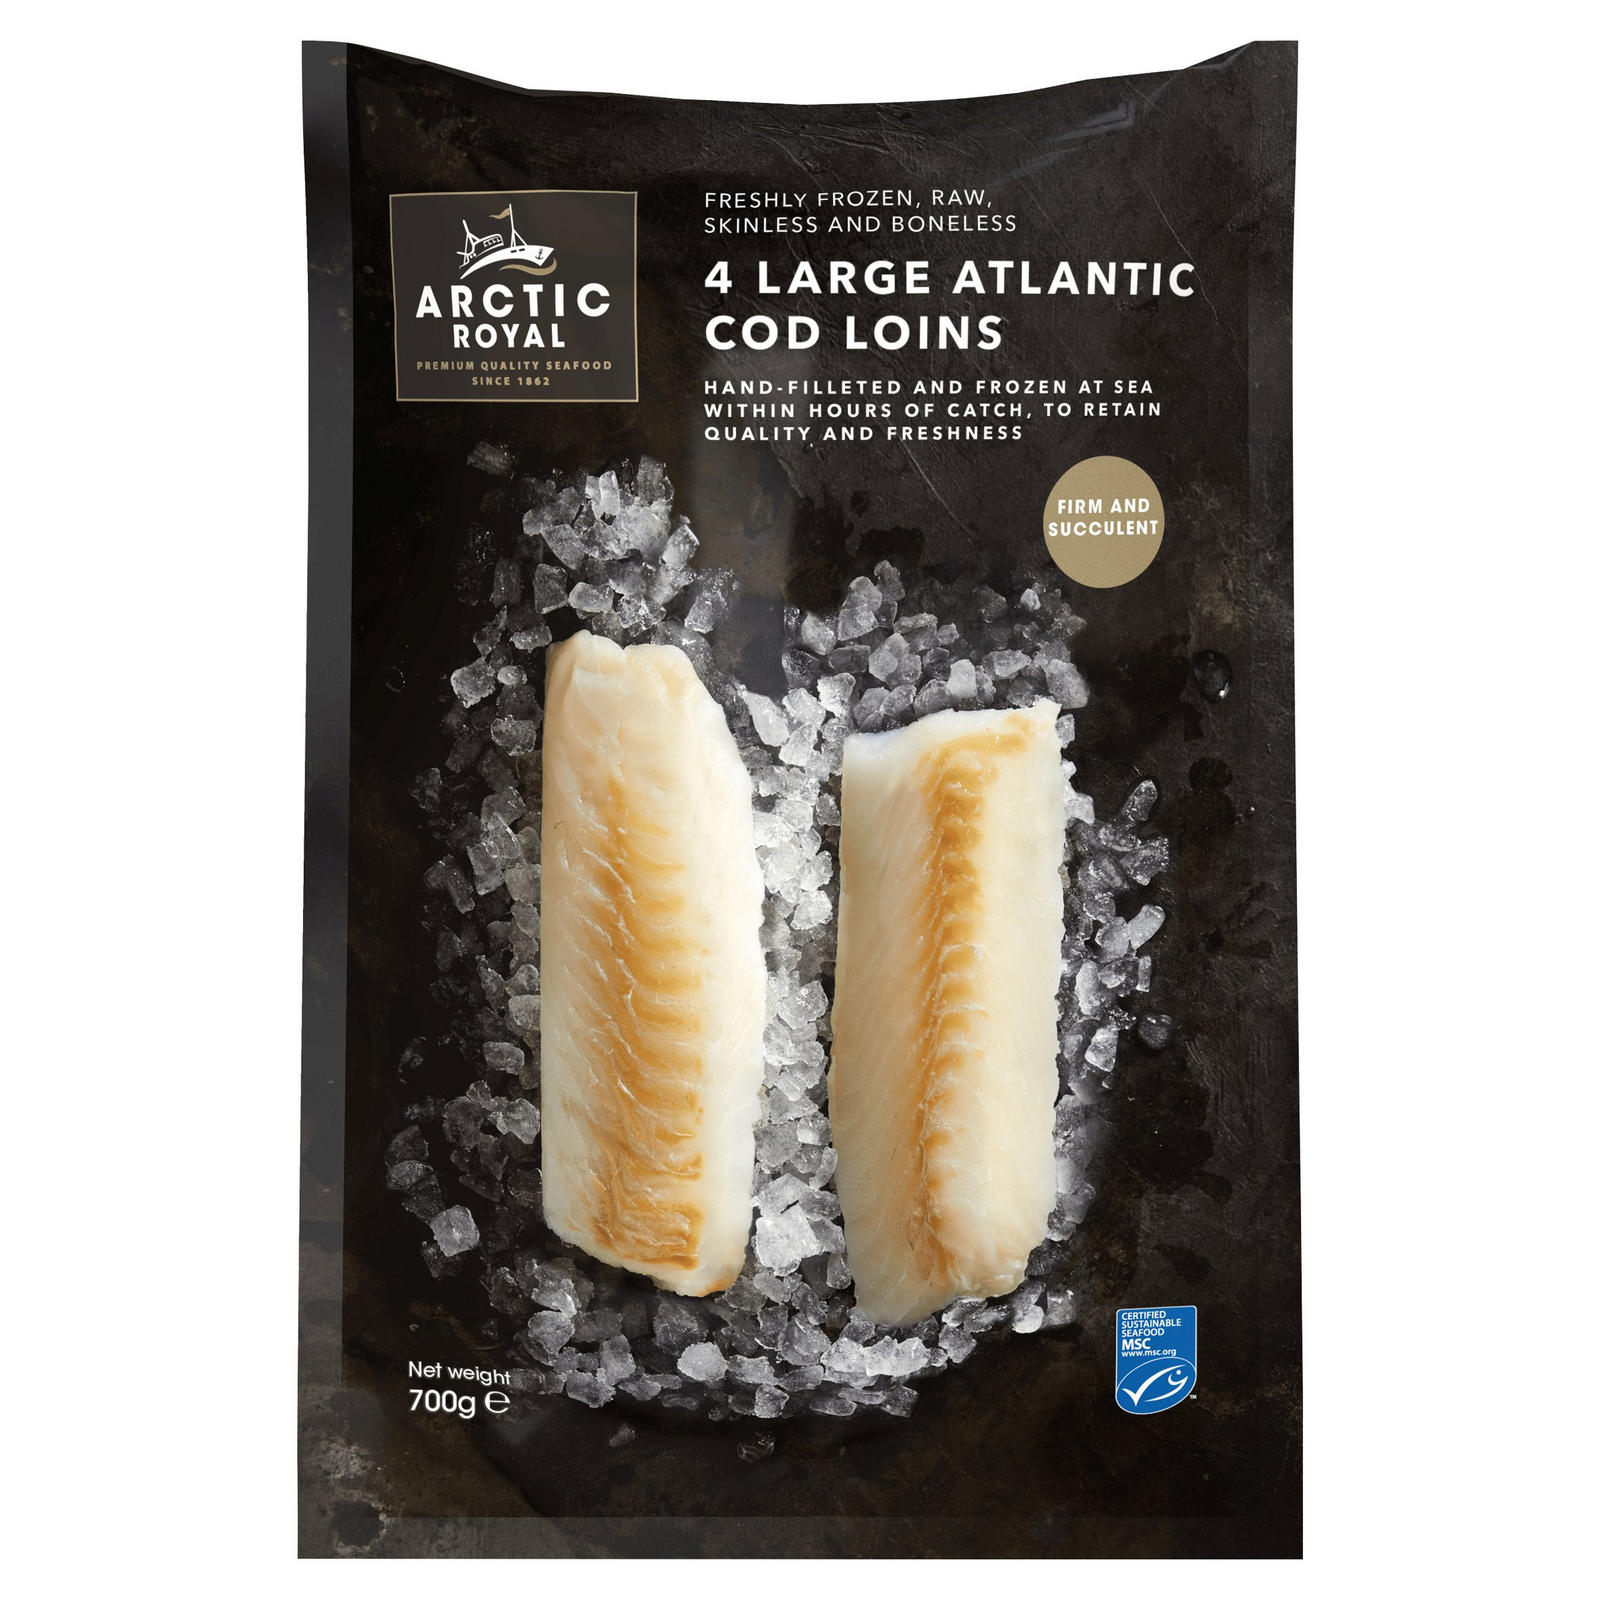 ARCTIC
ROYAL
PREMIUM QUALITY SEAFOOD
SINCE 1862
FRESHLY FROZEN, RAW,
SKINLESS AND BONELESS
4 LARGE ATLANTIC
COD LOINS
HAND-FILLETED AND FROZEN AT SEA
WITHIN HOURS OF CATCH, TO RETAIN
QUALITY AND FRESHNESS
FIRM AND
SUCCULENT
Net weight
700g ℮
CERTIFIED
SUSTAINABLE
SEAFOOD
MSC
www.msc.org
™